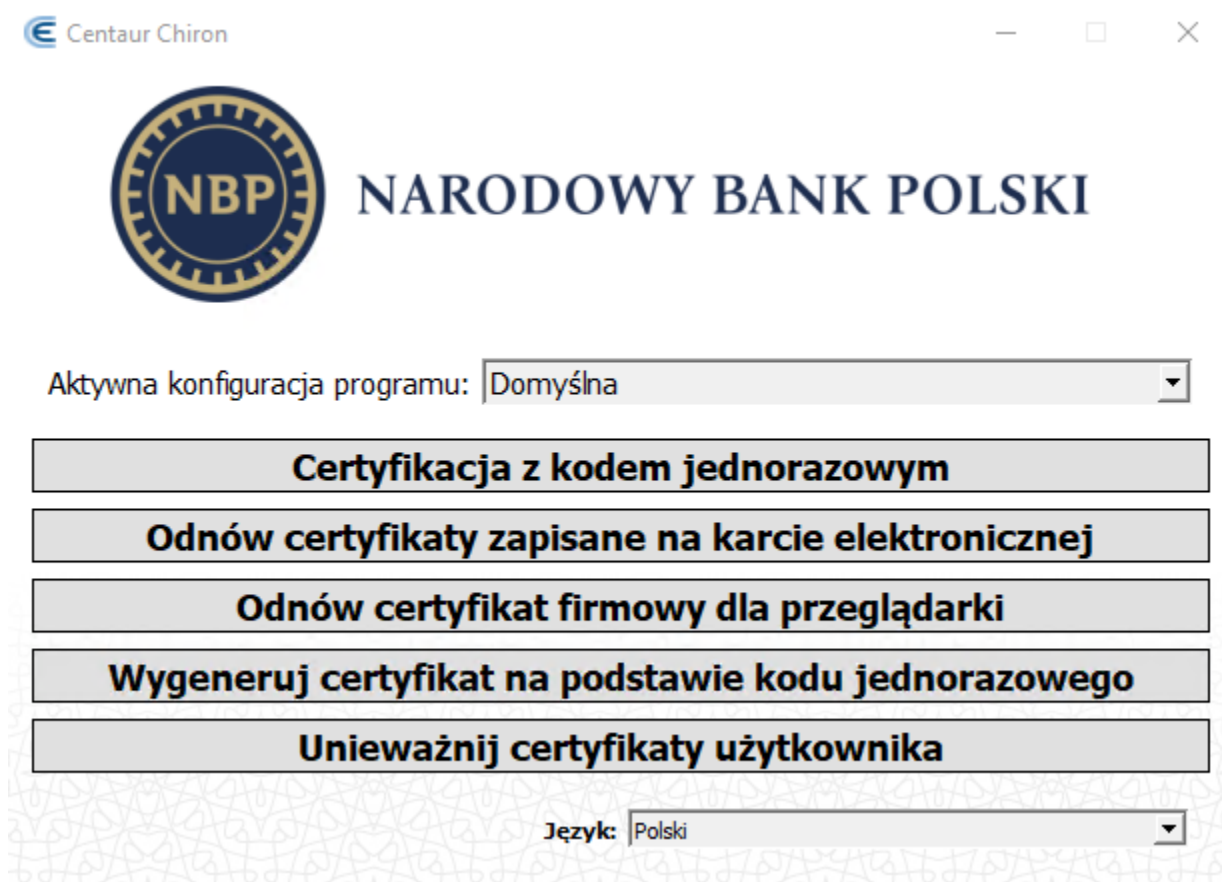 Centaur Chiron
NBP
NARODOWY BANK POLSKI
Aktywna konfiguracja programu: Domyślna
Certyfikacja z kodem jednorazowym
Odnów certyfikaty zapisane na karcie elektronicznej
Odnów certyfikat firmowy dla przeglądarki
Wygeneruj certyfikat na podstawie kodu jednorazowego
Unieważnij certyfikaty użytkownika
Język: Polski